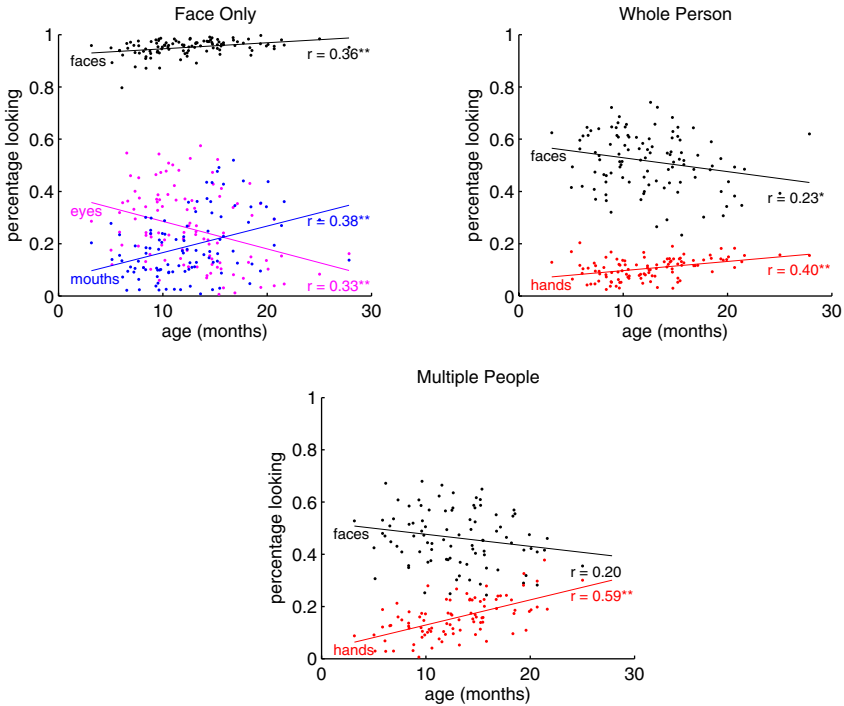 Face Only
percentage looking
1
0.8
0.6
0.4
0.2
0
faces
r = 0.36**
eyes
r = 0.38**
mouths
r = 0.33**
0
10
20
30
age (months)
Whole Person
percentage looking
1
0.8
0.6
0.4
0.2
0
faces
r = 0.23*
hands
r = 0.40**
0
10
20
30
age (months)
Multiple People
percentage looking
1
0.8
0.6
0.4
0.2
0
faces
r = 0.20
r = 0.59**
hands
0
10
20
30
age (months)